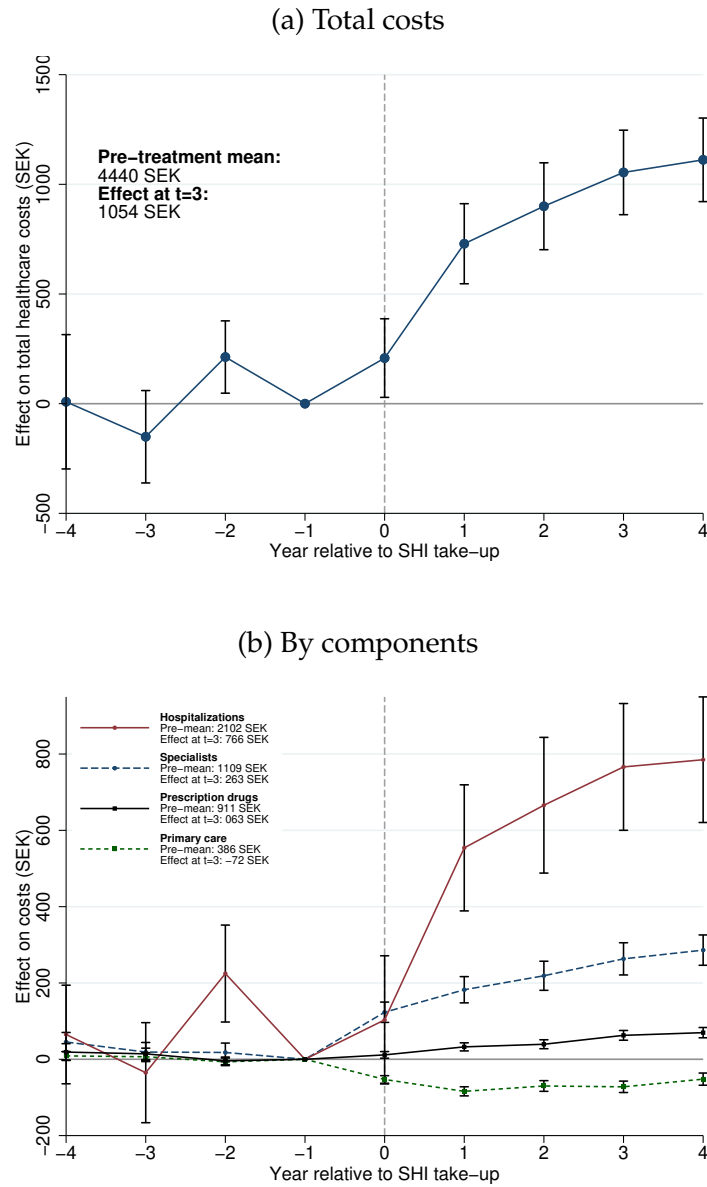 (a) Total costs
Effect on total healthcare costs (SEK)
1500
1000
500
0
−500
Pre−treatment mean:
4440 SEK
Effect at t=3:
1054 SEK
−4 −3 −2 −1 0 1 2 3 4
Year relative to SHI take−up
(b) By components
Effect on costs (SEK)
800
600
400
200
0
−200
Hospitalizations
Pre−mean: 2102 SEK
Effect at t=3: 766 SEK
Specialists
Pre−mean: 1109 SEK
Effect at t=3: 263 SEK
Prescription drugs
Pre−mean: 911 SEK
Effect at t=3: 063 SEK
Primary care
Pre−mean: 386 SEK
Effect at t=3: −72 SEK
−4 −3 −2 −1 0 1 2 3 4
Year relative to SHI take−up